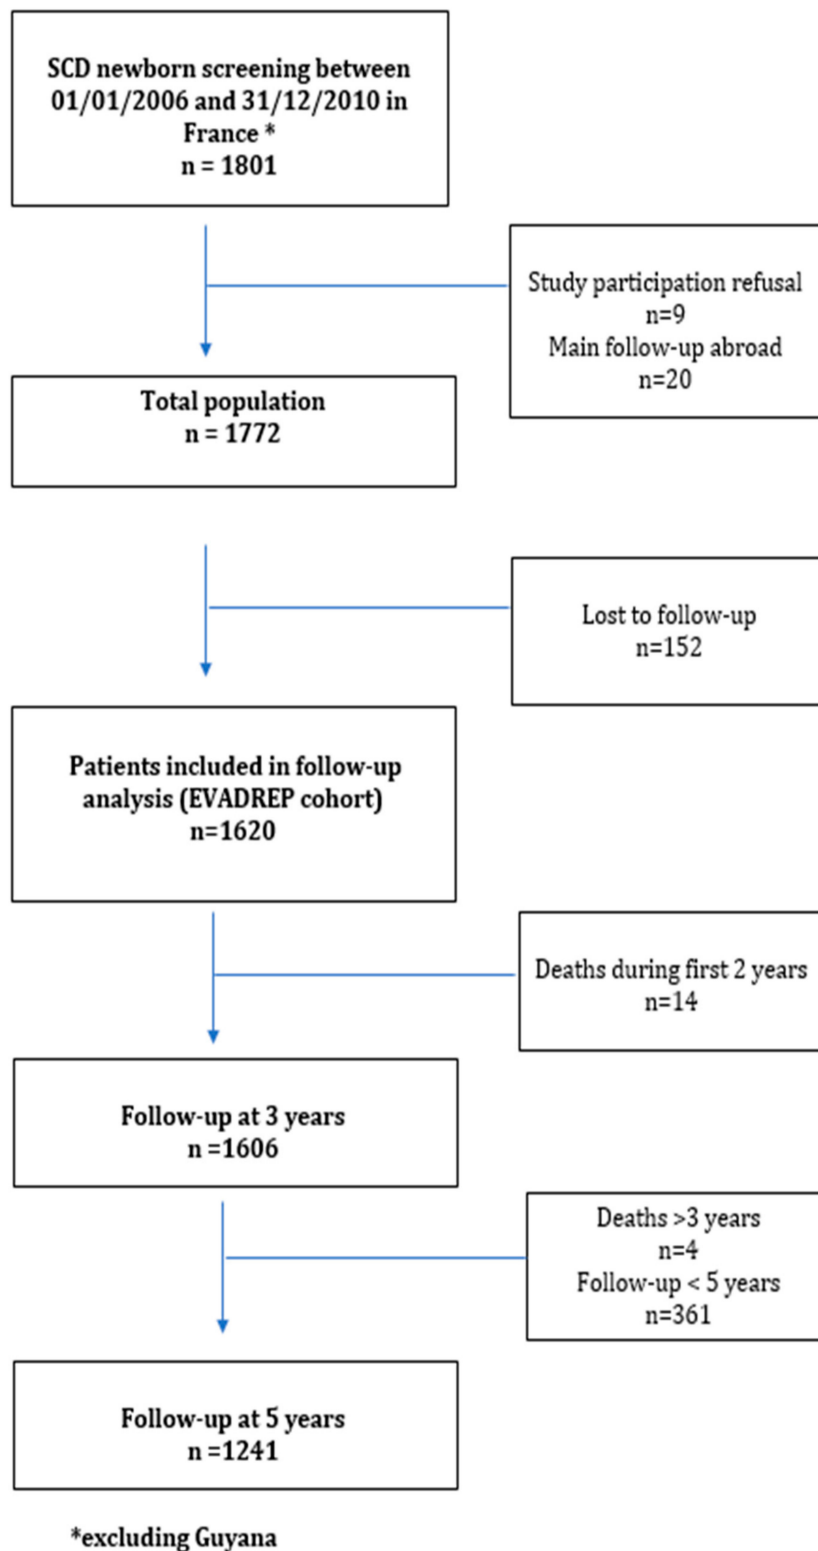 SCD newborn screening between
01/01/2006 and 31/12/2010 in
France *
n = 1801
Study participation refusal
n=9
Main follow-up abroad
n=20
Total population
n = 1772
Lost to follow-up
n=152
Patients included in follow-up
analysis (EVADREP cohort)
n=1620
Deaths during first 2 years
n=14
Follow-up at 3 years
n =1606
Deaths >3 years
n=4
Follow-up < 5 years
n=361
Follow-up at 5 years
n =1241
*excluding Guyana